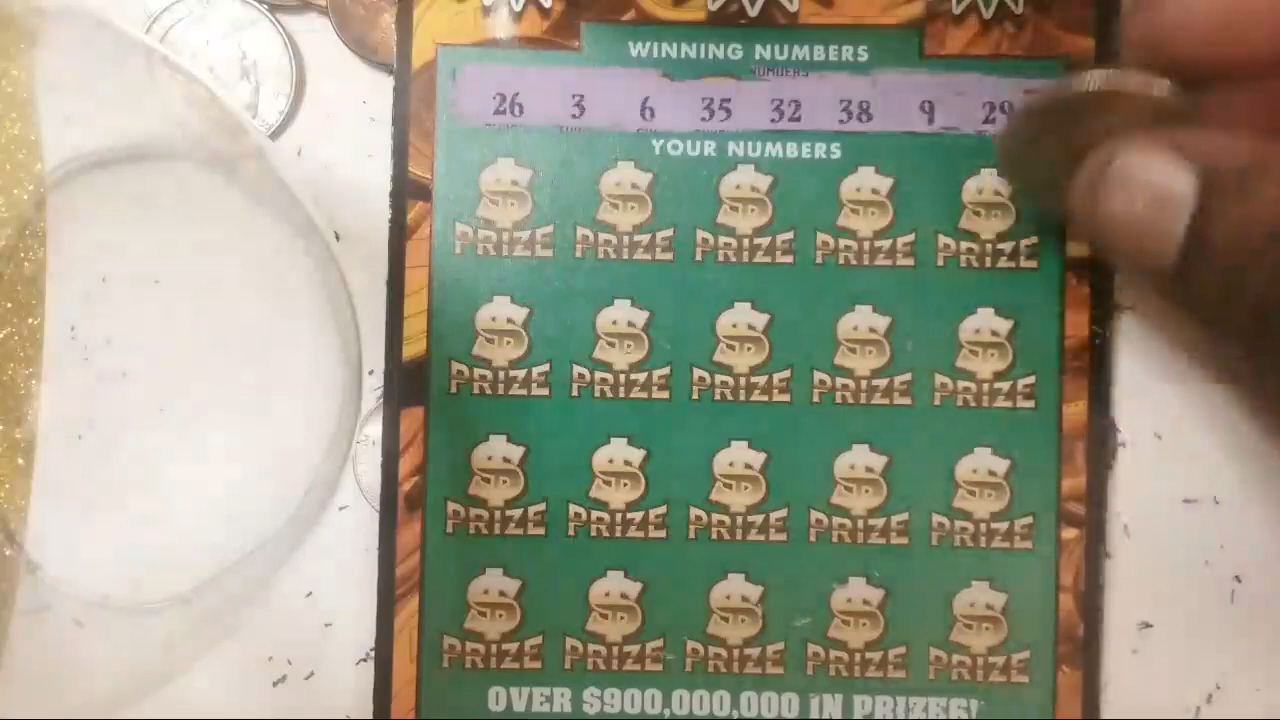 WINNING NUMBERS
NUMBERS
26 3 6 35 32 38 9 29
YOUR NUMBERS
PRIZE PRIZE PRIZE PRIZE PRIZE
PRIZE PRIZE PRIZE PRIZE PRIZE
PRIZE PRIZE PRIZE PRIZE PRIZE
PRIZE PRIZE PRIZE PRIZE PRIZE
OVER $900,000,000 IN PRIZES!